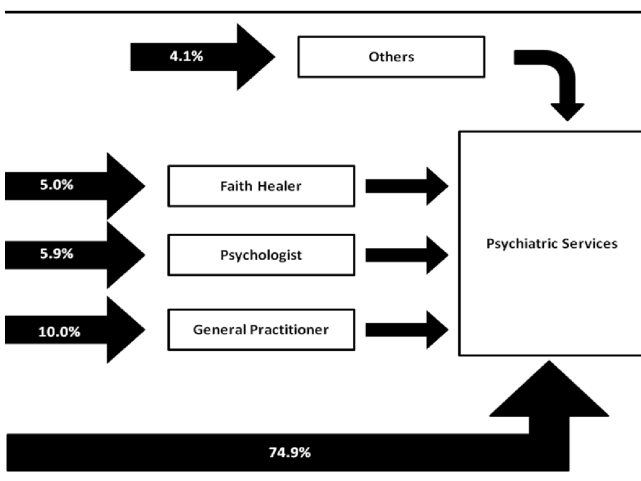 4.1%
Others
5.0%
Faith Healer
Psychiatric Services
5.9%
Psychologist
10.0%
General Practitioner
74.9%